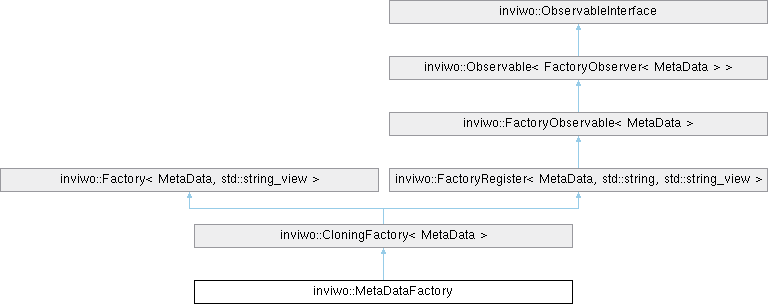 inviwo::ObservableInterface
inviwo::Observable< FactoryObserver< MetaData > >
inviwo::FactoryObservable< MetaData >
inviwo::Factory< MetaData, std::string_view >
inviwo::FactoryRegister< MetaData, std::string, std::string_view >
inviwo::CloningFactory< MetaData >
inviwo::MetaDataFactory